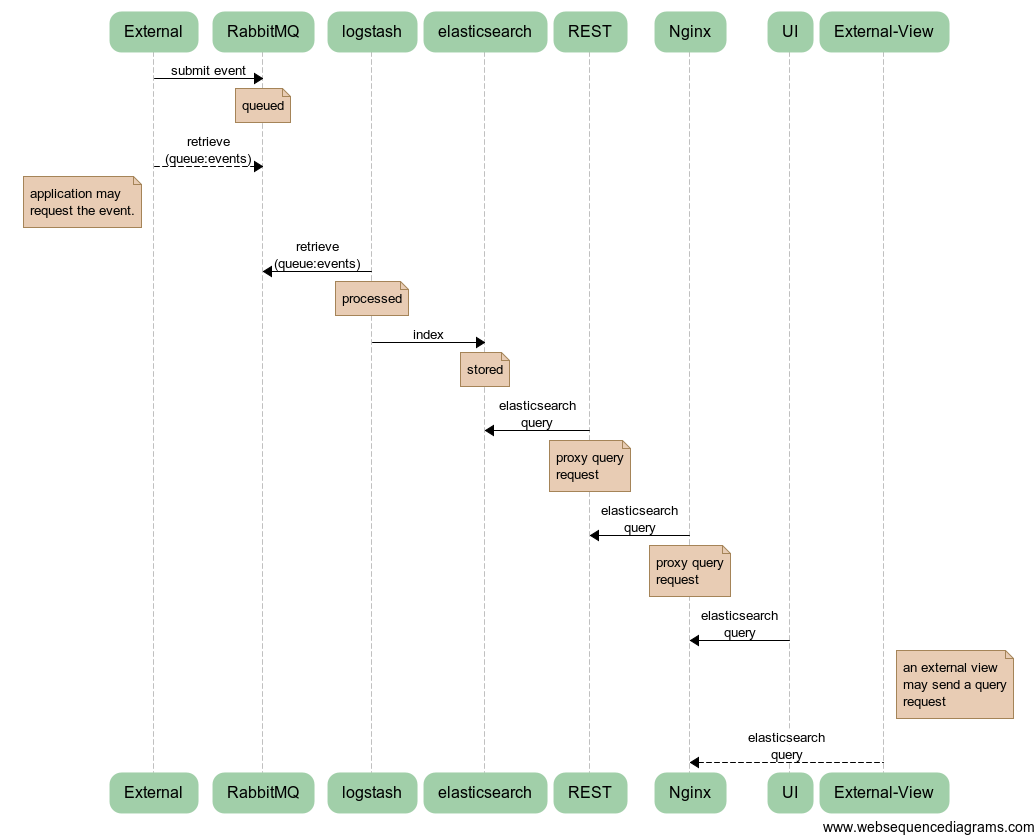 External
RabbitMQ
logstash
elasticsearch
REST
Nginx
UI
External-View
submit event
queued
retrieve
(queue:events)
application may
request the event.
retrieve
(queue:events)
processed
index
stored
elasticsearch
query
proxy query
request
elasticsearch
query
proxy query
request
elasticsearch
query
an external view
may send a query
request
elasticsearch
query
External
RabbitMQ
logstash
elasticsearch
REST
Nginx
UI
External-View
www.websequencediagrams.com